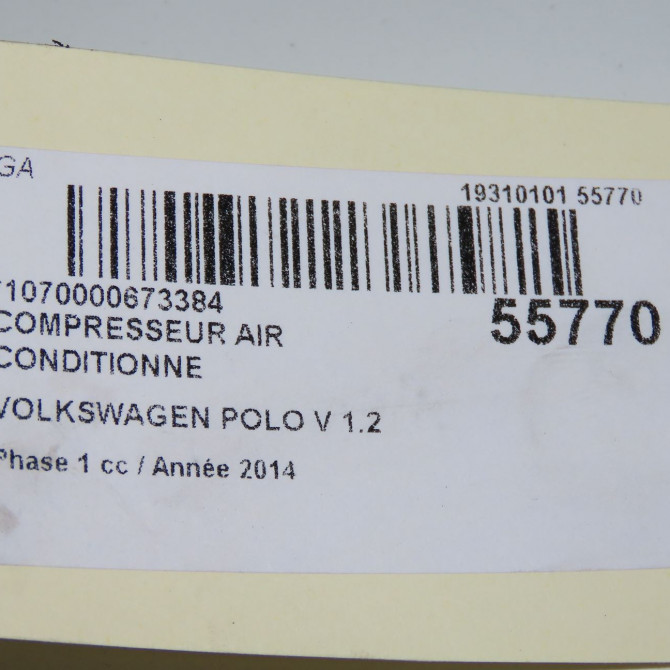 GA
19310101 55770
71070000673384
55770
COMPRESSEUR AIR
CONDITIONNE
VOLKSWAGEN POLO V 1.2
Phase 1 cc / Année 2014